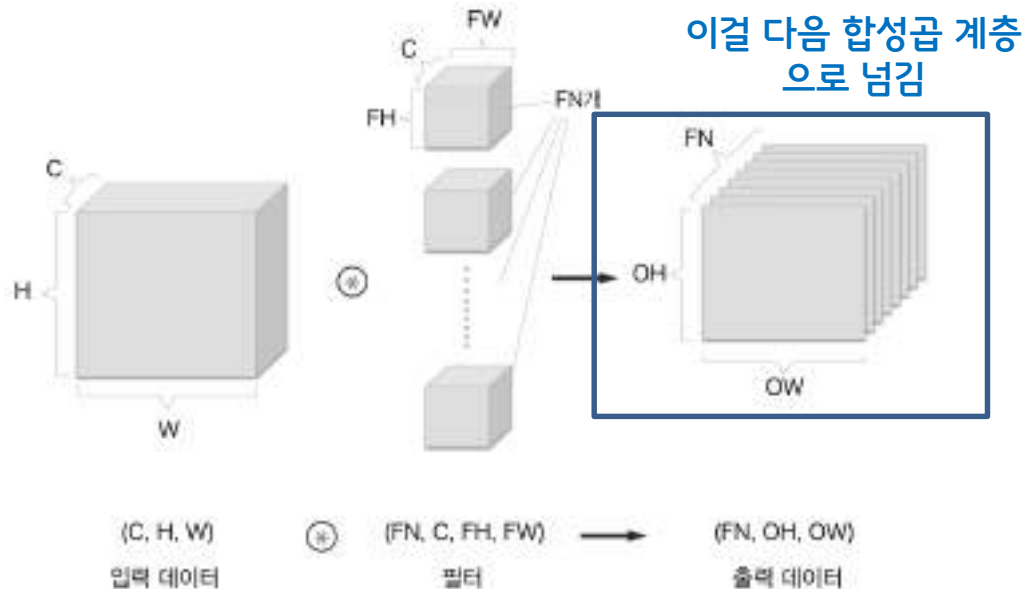 이걸 다음 합성곱 계층
으로 넘김
FW
C
FH
FN개
FN
C
H
OH
W
OW
(C, H, W)
(FN, C, FH, FW)
(FN, OH, OW)
입력 데이터
필터
출력 데이터